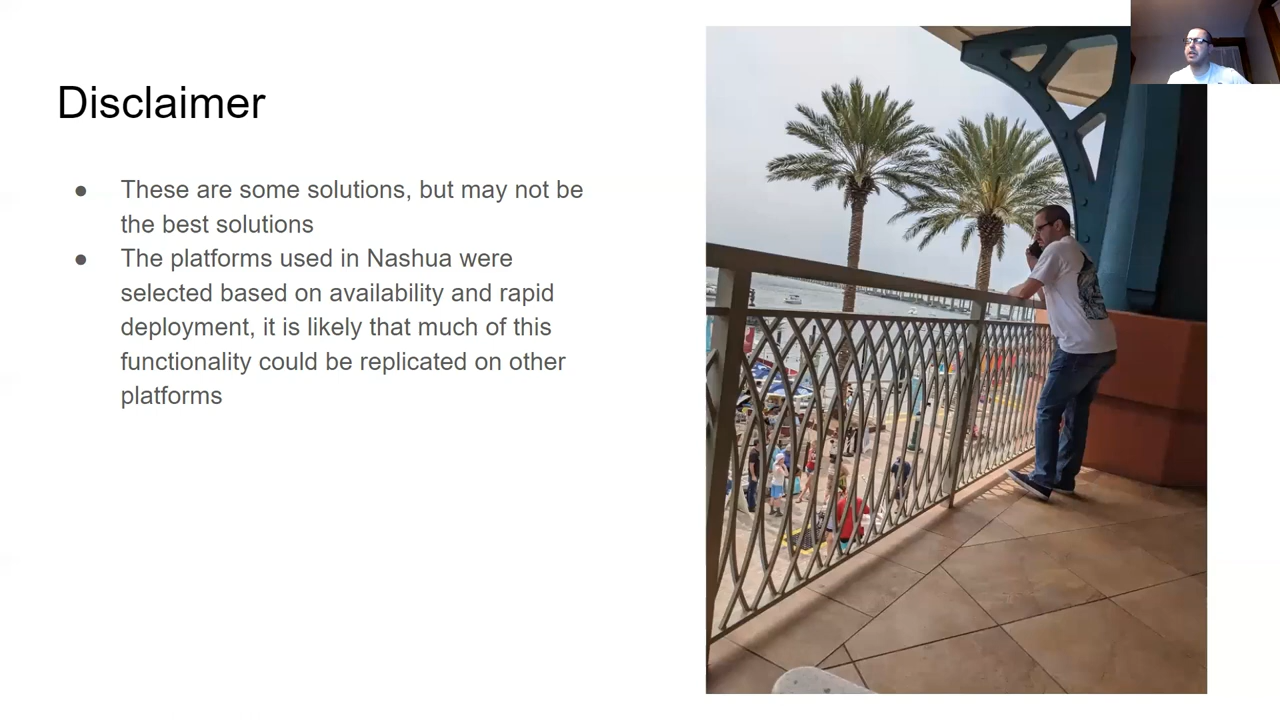 Disclaimer
● These are some solutions, but may not be
the best solutions
● The platforms used in Nashua were
selected based on availability and rapid
deployment, it is likely that much of this
functionality could be replicated on other
platforms